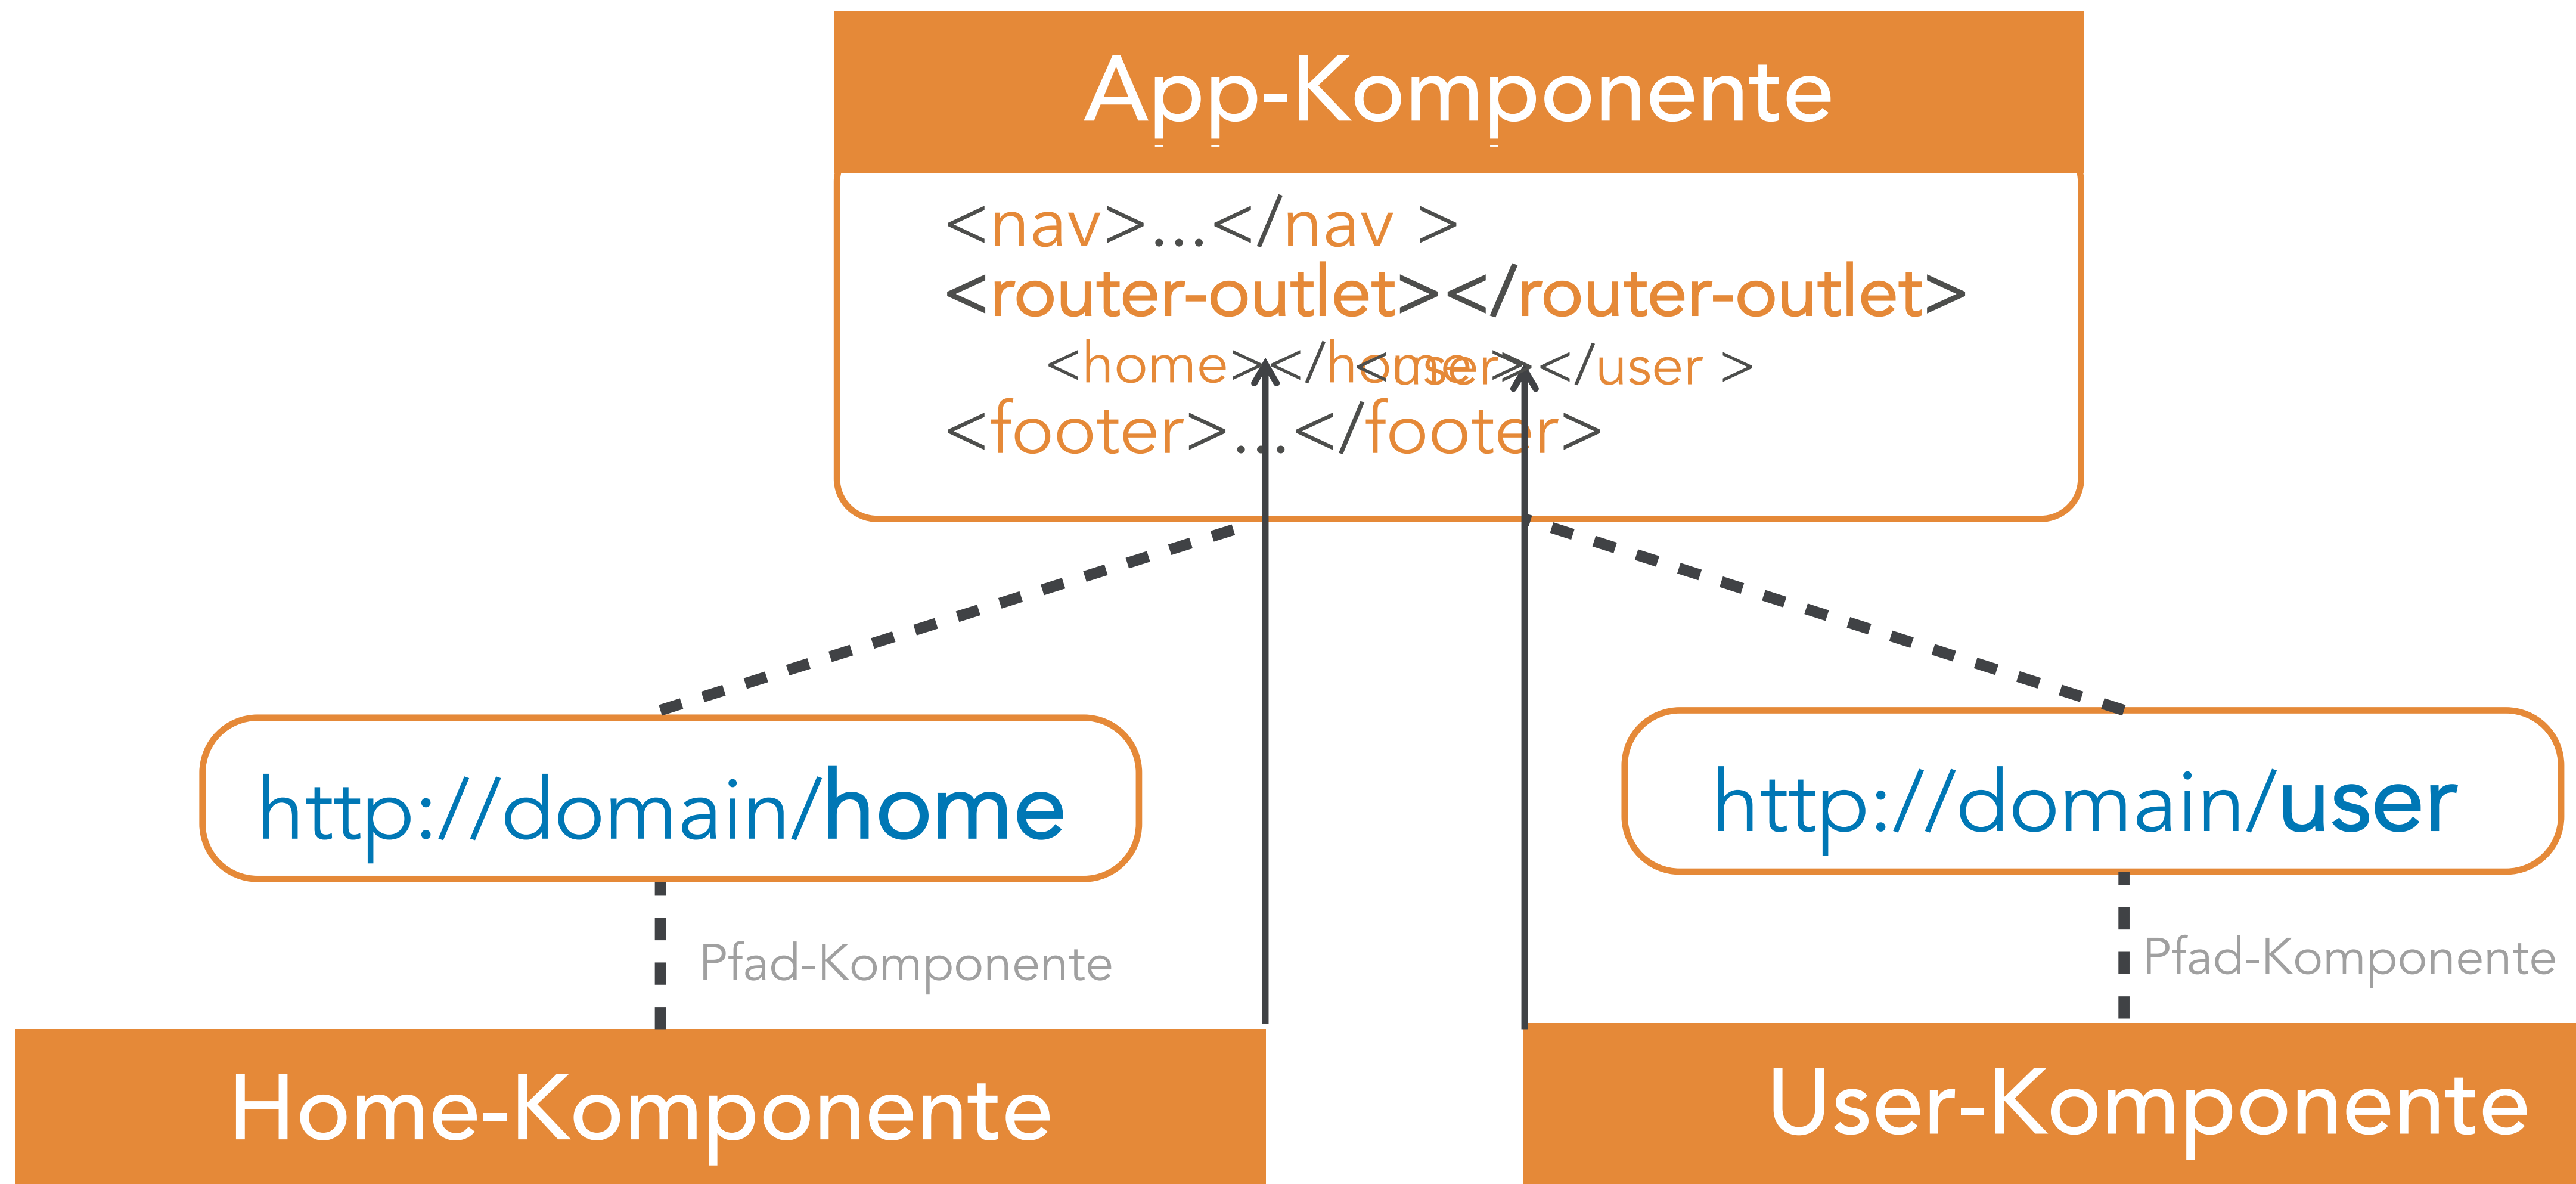 App-Komponente
<nav>...</nav >
<router-outlet></router-outlet>
<home></home>
<user></user >
<footer>...</footer>
http://domain/home
http://domain/user
Pfad-Komponente
Pfad-Komponente
Home-Komponente
User-Komponente